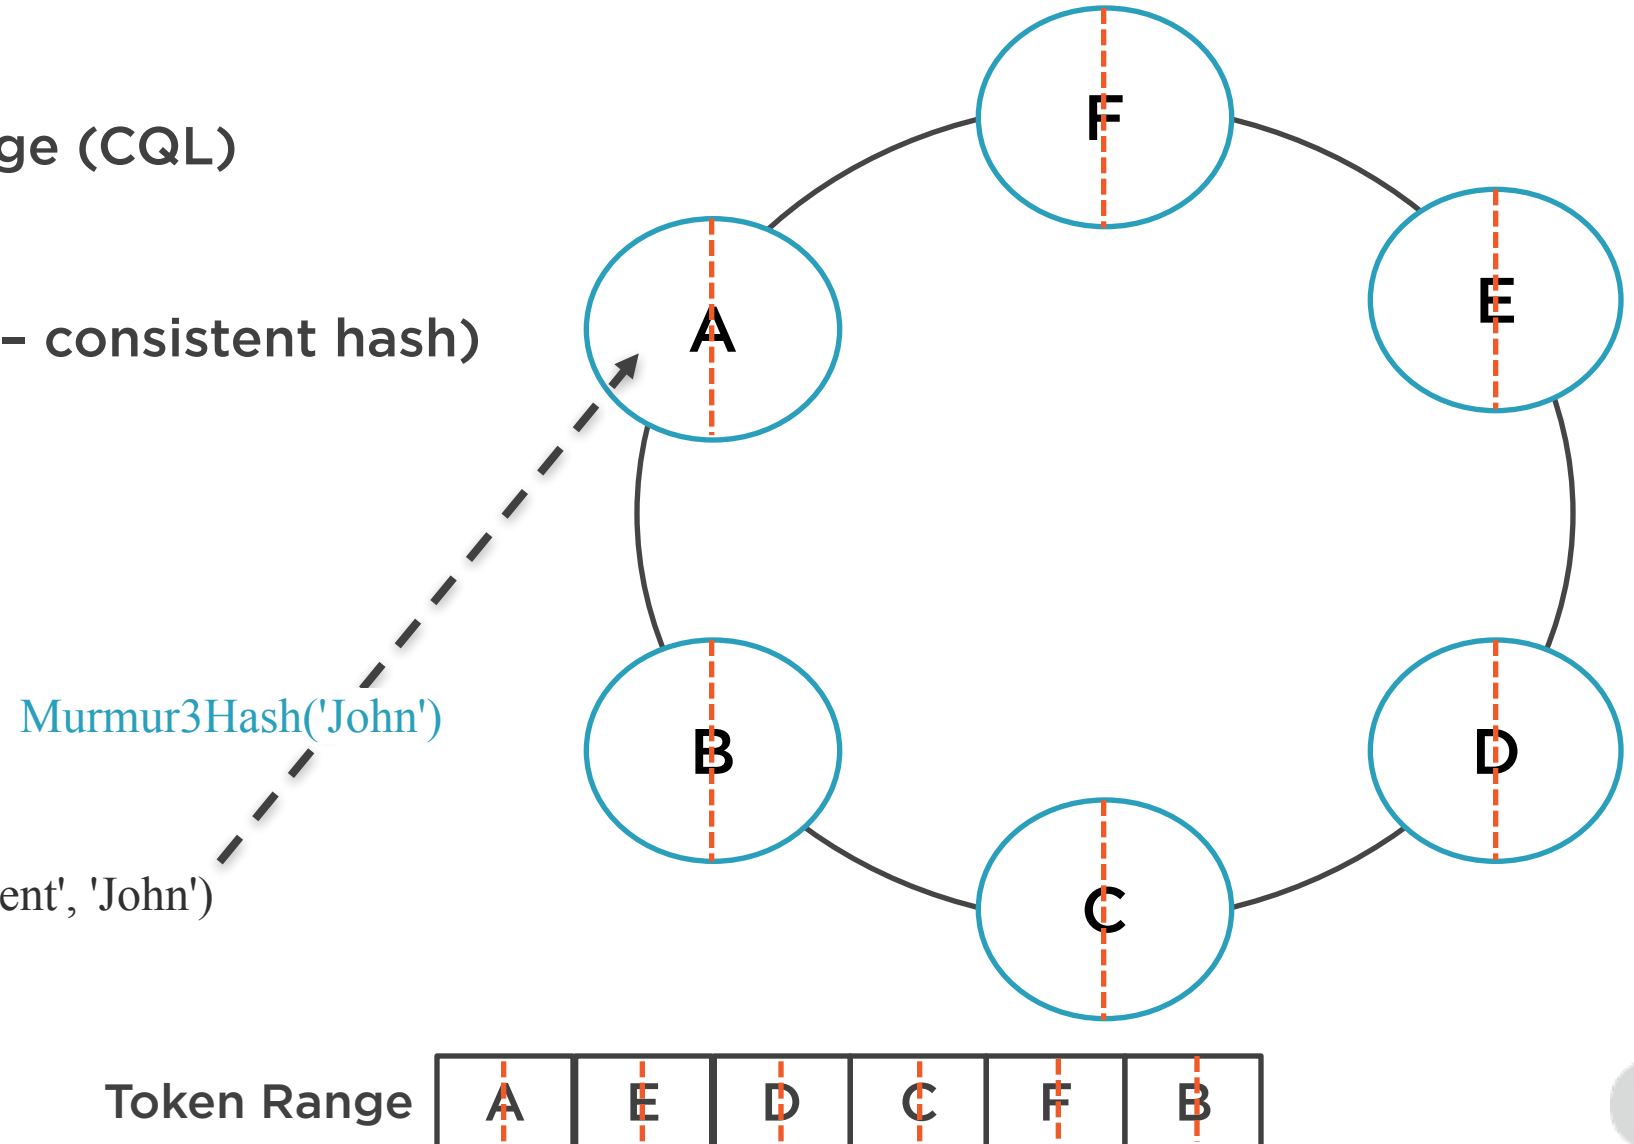 ge (CQL)
– consistent hash)
F
E
A
Murmur3Hash('John')
B
D
ent', 'John')
C
Token Range A E D C F B